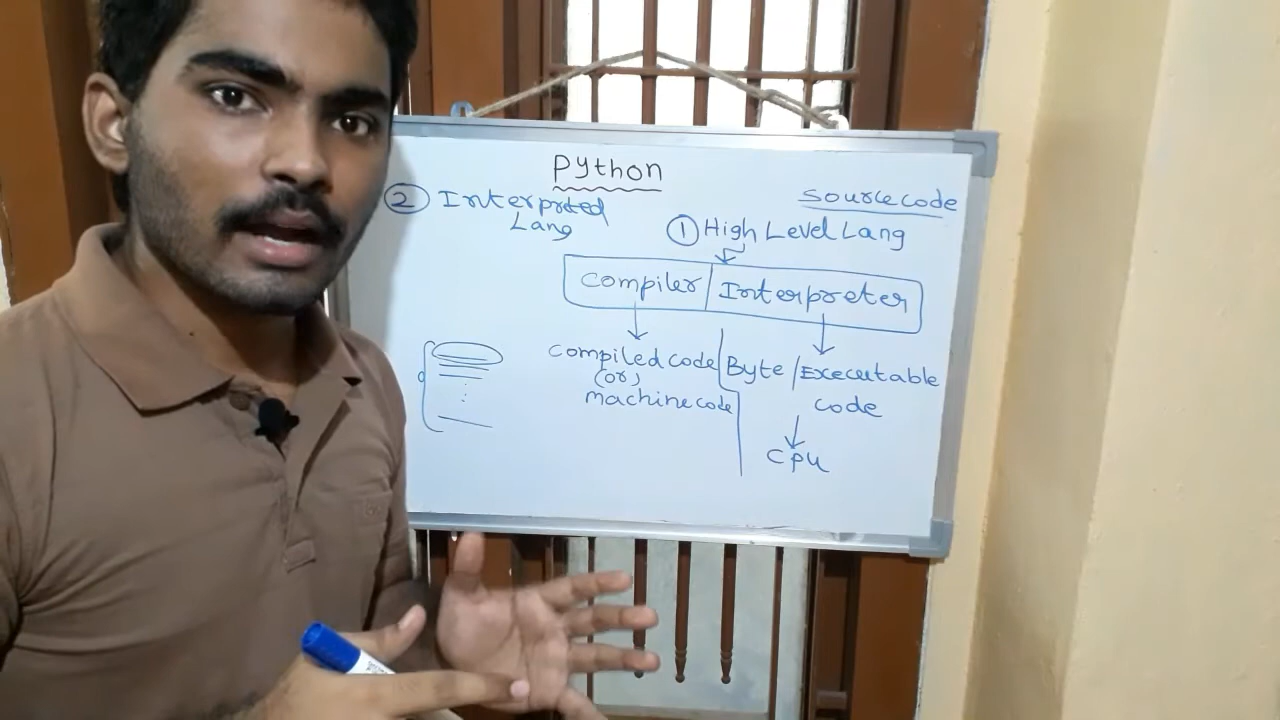 Python
② Interpreted
Lang
Source code
① High Level Lang
Compiler | Interpreter
Compiled code
(or)
machine code
Byte / Executable
code
CPU